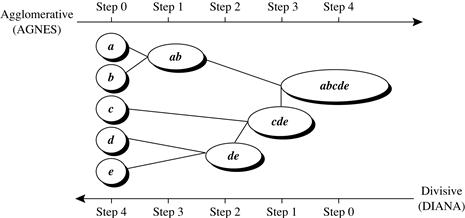 Agglomerative
(AGNES)
Step 0 Step 1 Step 2 Step 3 Step 4
a
ab
b
abcde
c
cde
d
de
e
Step 4 Step 3 Step 2 Step 1 Step 0
Divisive
(DIANA)